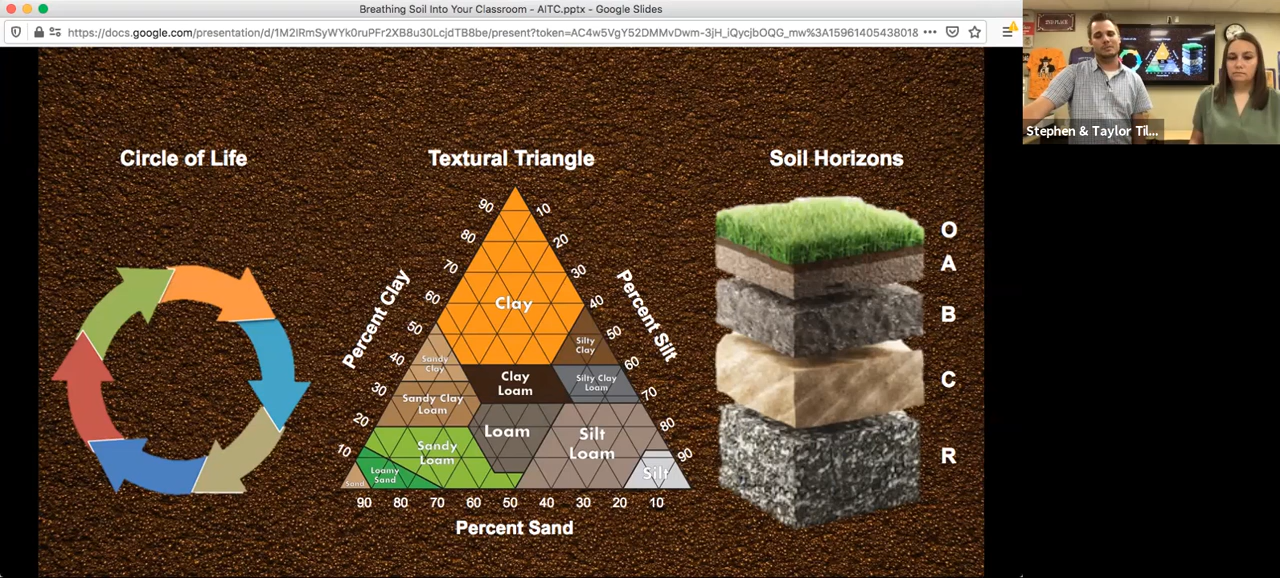 Breathing Soil Into Your Classroom - AITC.pptx - Google Slides
https://docs.google.com/presentation/d/1M2lRmSyWYk0ruPFr2XB8u30LcjdTB8be/present?token=AC4w5VgY52DMMvDwm-3jH_iQycjbOQG_mw%3A15961405438018
Stephen & Taylor Til...
Circle of Life
Textural Triangle
Soil Horizons
Percent Clay
90
80
70
60
50
40
30
20
10
Percent Silt
10
20
30
40
50
60
70
80
90
Clay
Silty
Clay
Sandy
Clay
Clay
Loam
Silty Clay
Loam
Sandy Clay
Loam
Loam
Silt
Loam
Sandy
Loam
Loamy
Sand
Sand
Silt
90 80 70 60 50 40 30 20 10
Percent Sand
O
A
B
C
R